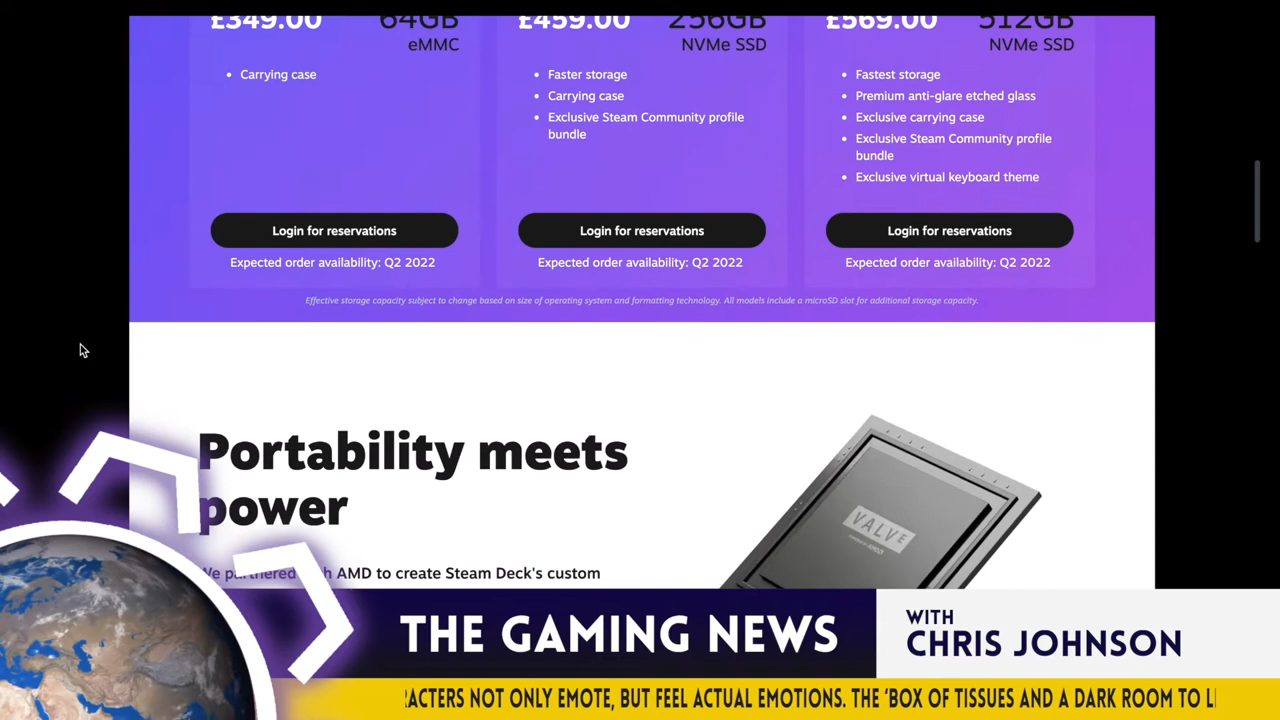 £349.00 64GB £459.00 256GB £569.00 512GB
eMMC NVMe SSD NVMe SSD
• Carrying case
• Faster storage
• Carrying case
• Exclusive Steam Community profile
bundle
• Fastest storage
• Premium anti-glare etched glass
• Exclusive carrying case
• Exclusive Steam Community profile
bundle
• Exclusive virtual keyboard theme
Login for reservations Login for reservations Login for reservations
Expected order availability: Q2 2022 Expected order availability: Q2 2022 Expected order availability: Q2 2022
Effective storage capacity subject to change based on size of operating system and formatting technology. All models include a microSD slot for additional storage capacity.
Portability meets
power
VALVE
We AMD to create Steam Deck's custom
THE GAMING NEWS
WITH
CHRIS JOHNSON
ACTERS NOT ONLY EMOTE, BUT FEEL ACTUAL EMOTIONS. THE 'BOX OF TISSUES AND A DARK ROOM TO